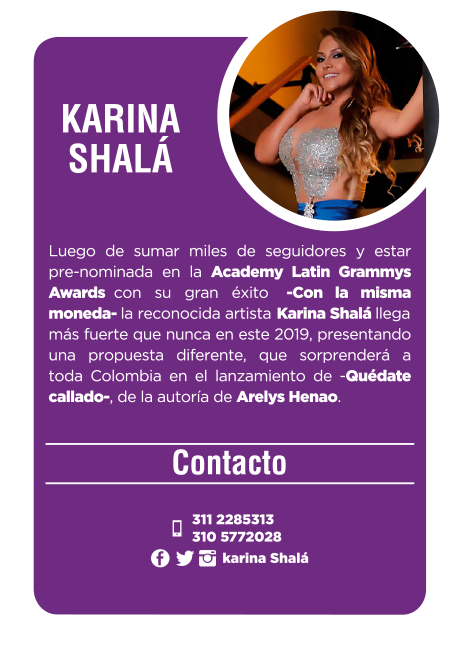 KARINA
SHALÁ
Luego de sumar miles de seguidores y estar
pre-nominada en la Academy Latin Grammys
Awards con su gran éxito -Con la misma
moneda- la reconocida artista Karina Shalá llega
más fuerte que nunca en este 2019, presentando
una propuesta diferente, que sorprenderá a
toda Colombia en el lanzamiento de -Quédate
callado-, de la autoría de Arelys Henao.
Contacto
311 2285313
310 5772028
karina Shalá